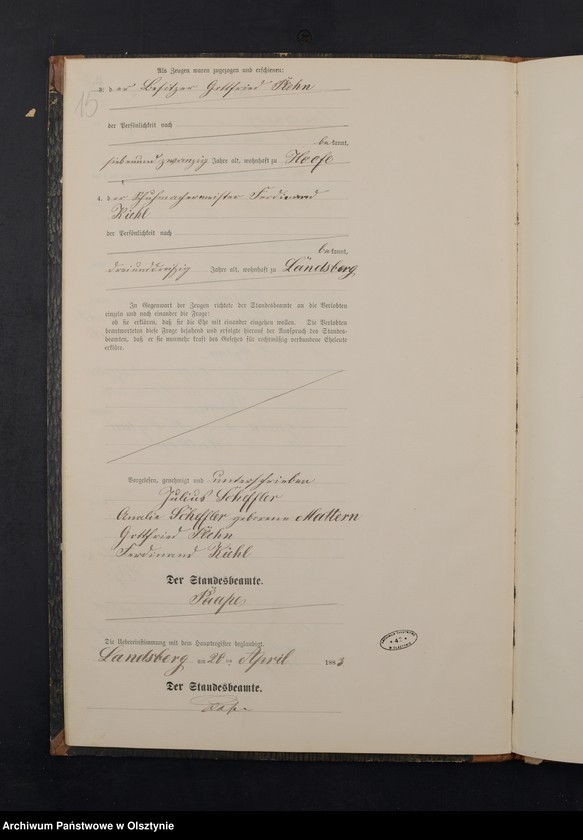 15
Als Zeugen waren zugezogen und erschienen:
3. der Besitzer Gottfried
der Persönlichkeit nach
bekannt,
siebenundzwanzig Jahre alt, wohnhaft zu Hoofe
4. der Schuhmachermeister Ferdinand
Kühl
der Persönlichkeit nach
bekannt,
dreiunddreißig Jahre alt, wohnhaft zu Landsberg
In Gegenwart der Zeugen richtete der Standesbeamte an die Verlobten
einzeln und nach einander die Frage:
ob sie erklären, daß sie die Ehe mit einander eingehen wollen. Die Verlobten
beantworteten diese Frage bejahend und erfolgte hierauf der Ausspruch des Standes-
beamten, daß er sie nunmehr kraft des Gesetzes für rechtmäßig verbundene Eheleute
erkläre.
Vorgelesen, genehmigt und unterschrieben
Julius Scheffler
Amalie Scheffler geborene Mattern
Gottfried
Ferdinand Kühl
Der Standesbeamte.
Die Uebereinstimmung mit dem Hauptregister beglaubigt.
Landsberg am 20ten April 1883
Der Standesbeamte.
Archiwum Państwowe w Olsztynie